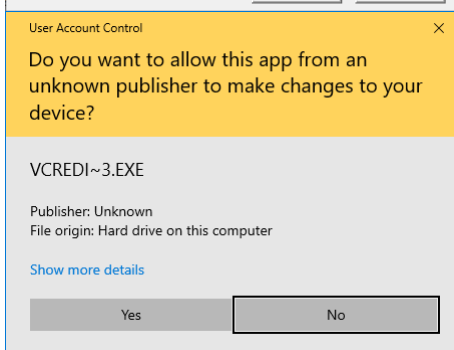 User Account Control
Do you want to allow this app from an
unknown publisher to make changes to your
device?
VCREDI~3.EXE
Publisher: Unknown
File origin: Hard drive on this computer
Show more details
Yes
No